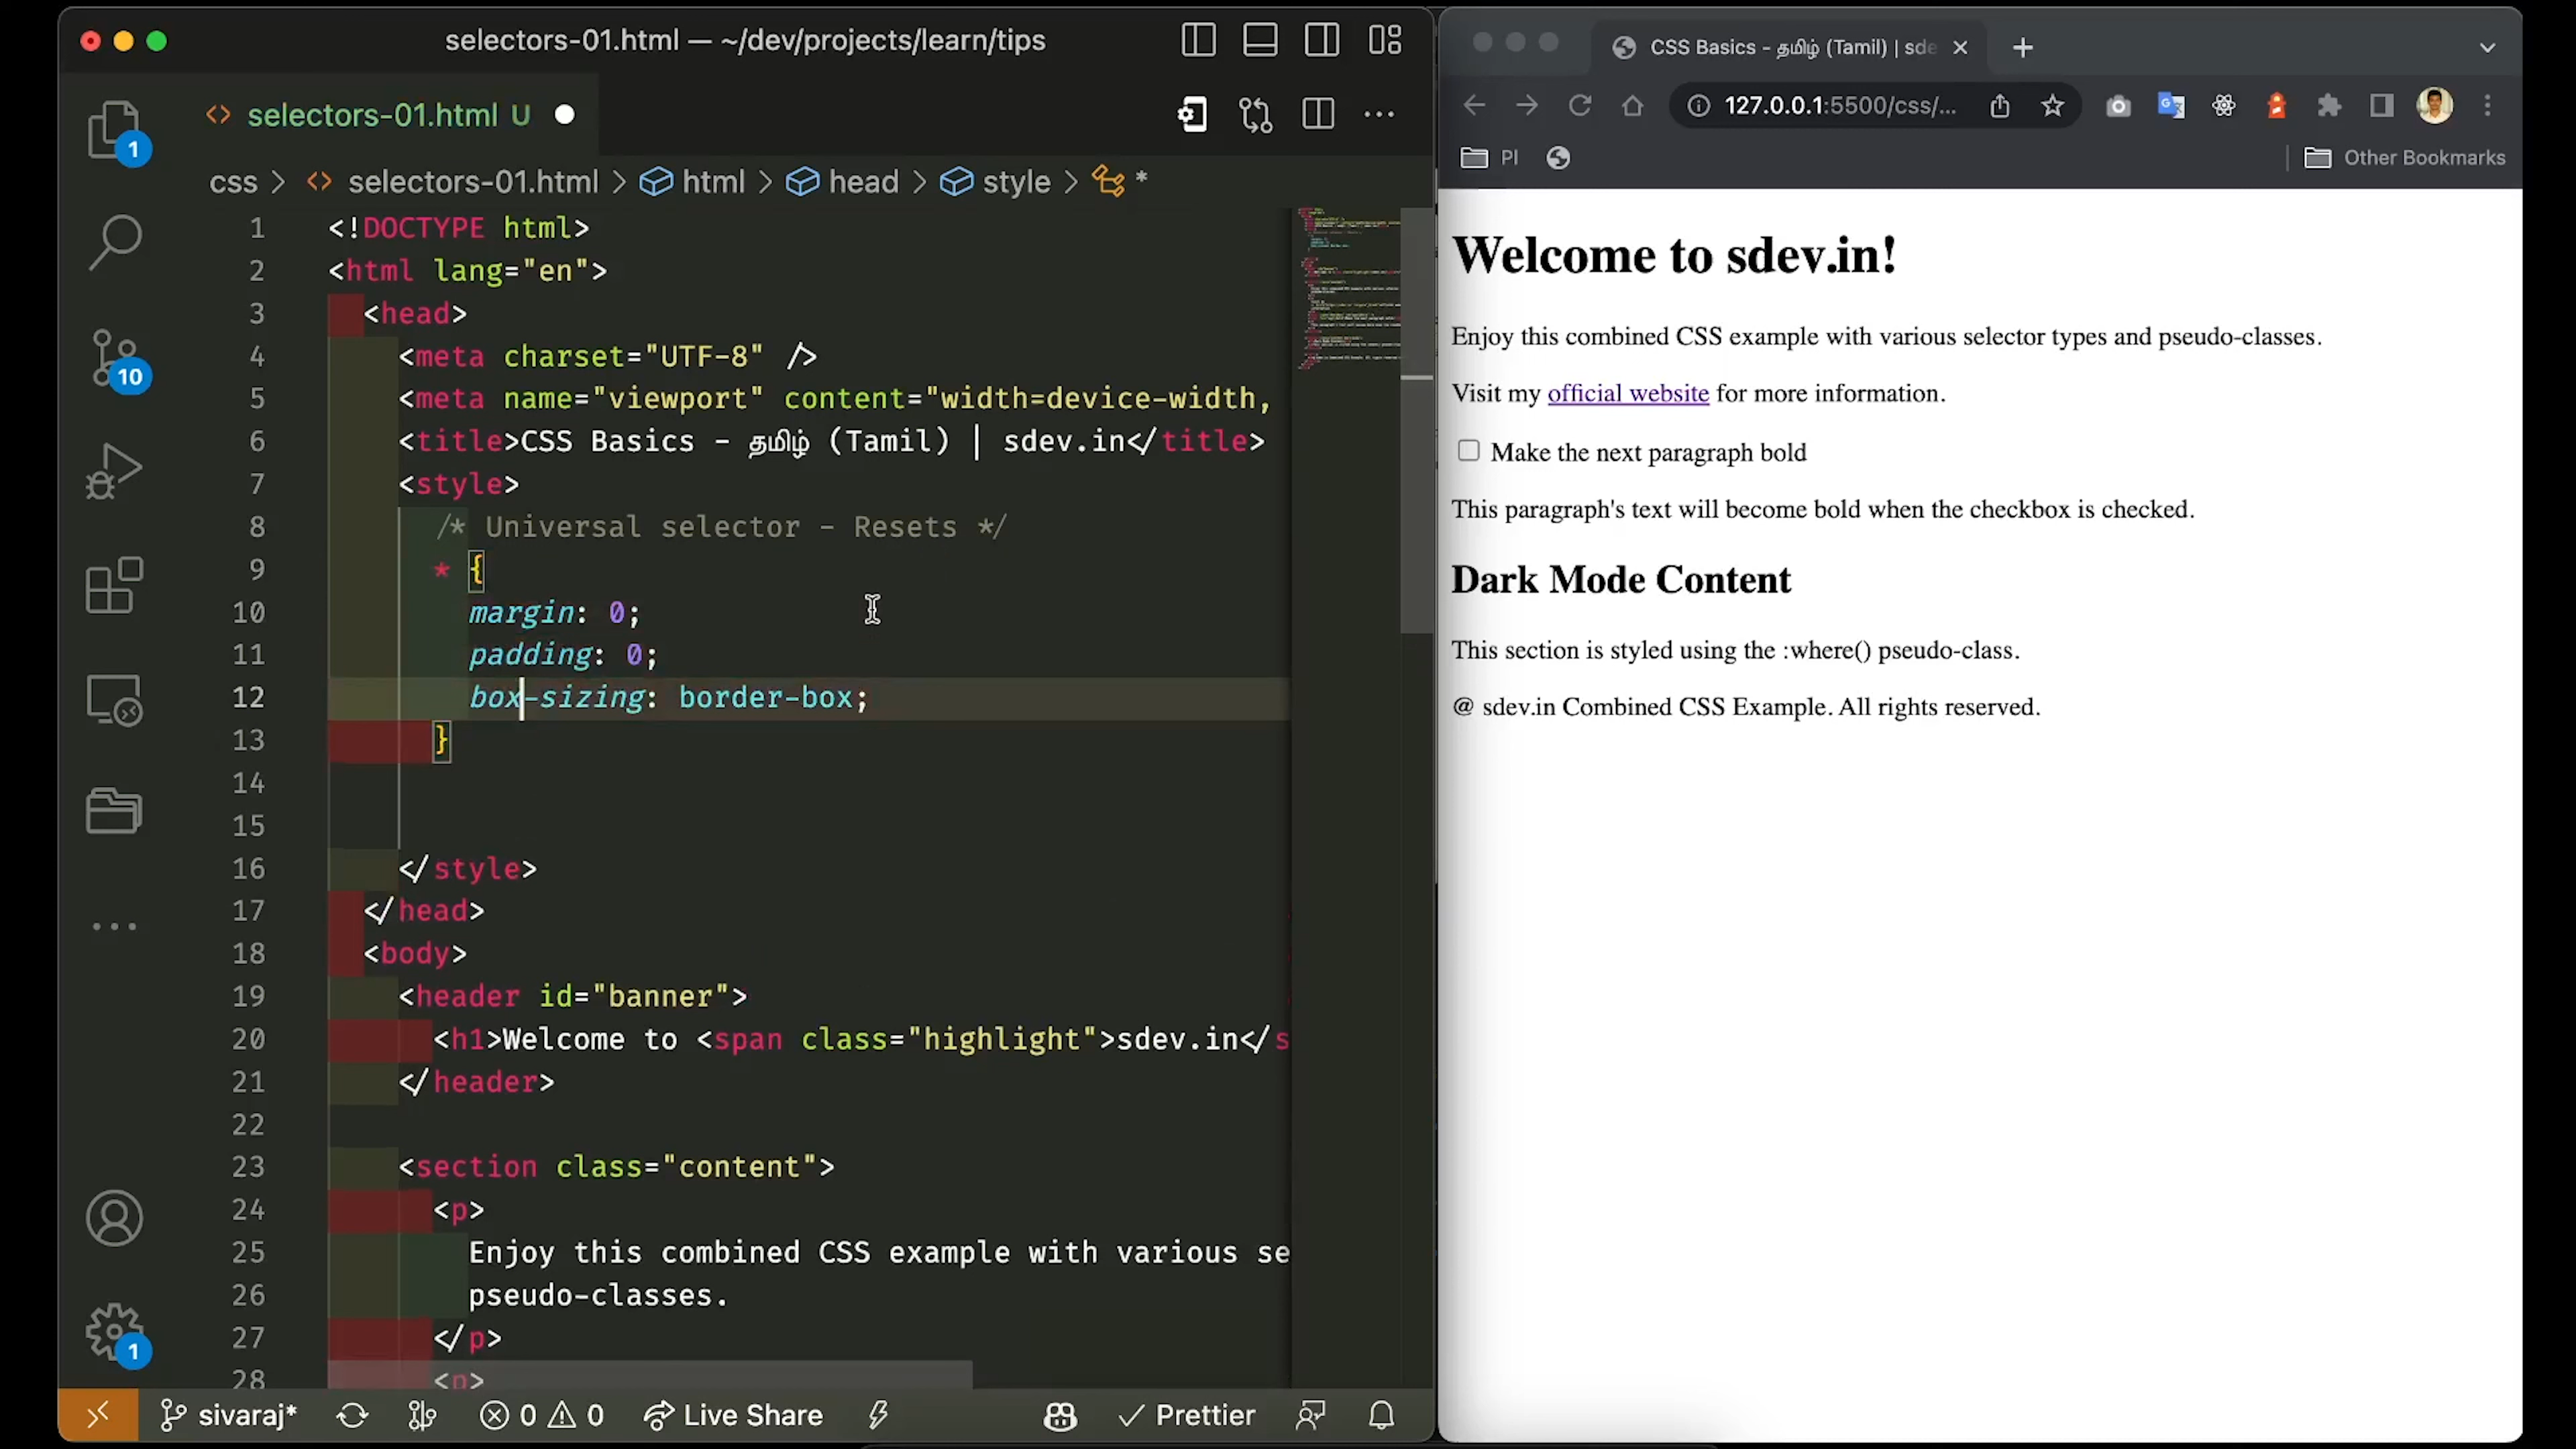 selectors-01.html — ~/dev/projects/learn/tips
selectors-01.html U
css > selectors-01.html > html > head > style > *
1 <!DOCTYPE html>
2 <html lang="en">
3 <head>
4 <meta charset="UTF-8" />
5 <meta name="viewport" content="width=device-width,
6 <title>CSS Basics - தமிழ் (Tamil) | sdev.in</title>
7 <style>
8 /* Universal selector - Resets */
9 * {
10 margin: 0;
11 padding: 0;
12 box-sizing: border-box;
13 }
14
15
16 </style>
17 </head>
18 <body>
19 <header id="banner">
20 <h1>Welcome to <span class="highlight">sdev.in</s
21 </header>
22
23 <section class="content">
24 <p>
25 Enjoy this combined CSS example with various se
26 pseudo-classes.
27 </p>
28 <p>
1
10
1
sivaraj* 0 0 Live Share Prettier
CSS Basics - தமிழ் (Tamil) | sde
127.0.0.1:5500/css/...
PI Other Bookmarks
Welcome to sdev.in!
Enjoy this combined CSS example with various selector types and pseudo-classes.
Visit my official website for more information.
Make the next paragraph bold
This paragraph's text will become bold when the checkbox is checked.
Dark Mode Content
This section is styled using the :where() pseudo-class.
@ sdev.in Combined CSS Example. All rights reserved.